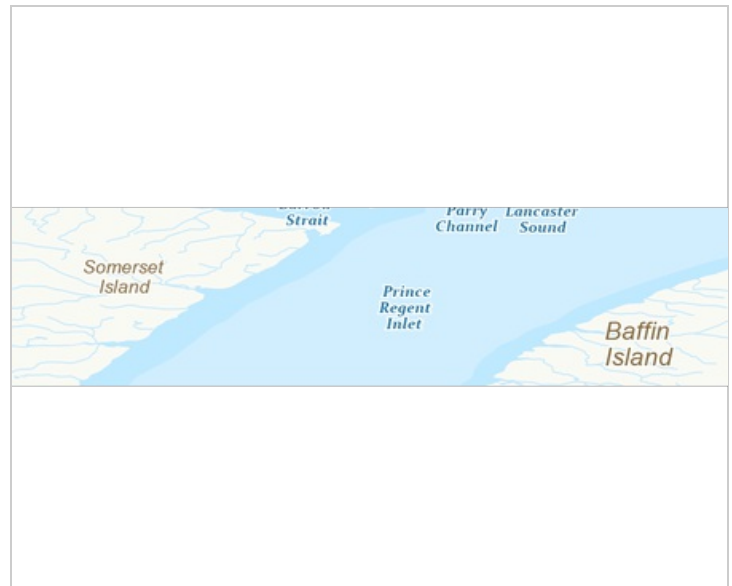 Strait
Parry
Channel
Lancaster
Sound
Somerset
Island
Prince
Regent
Inlet
Baffin
Island